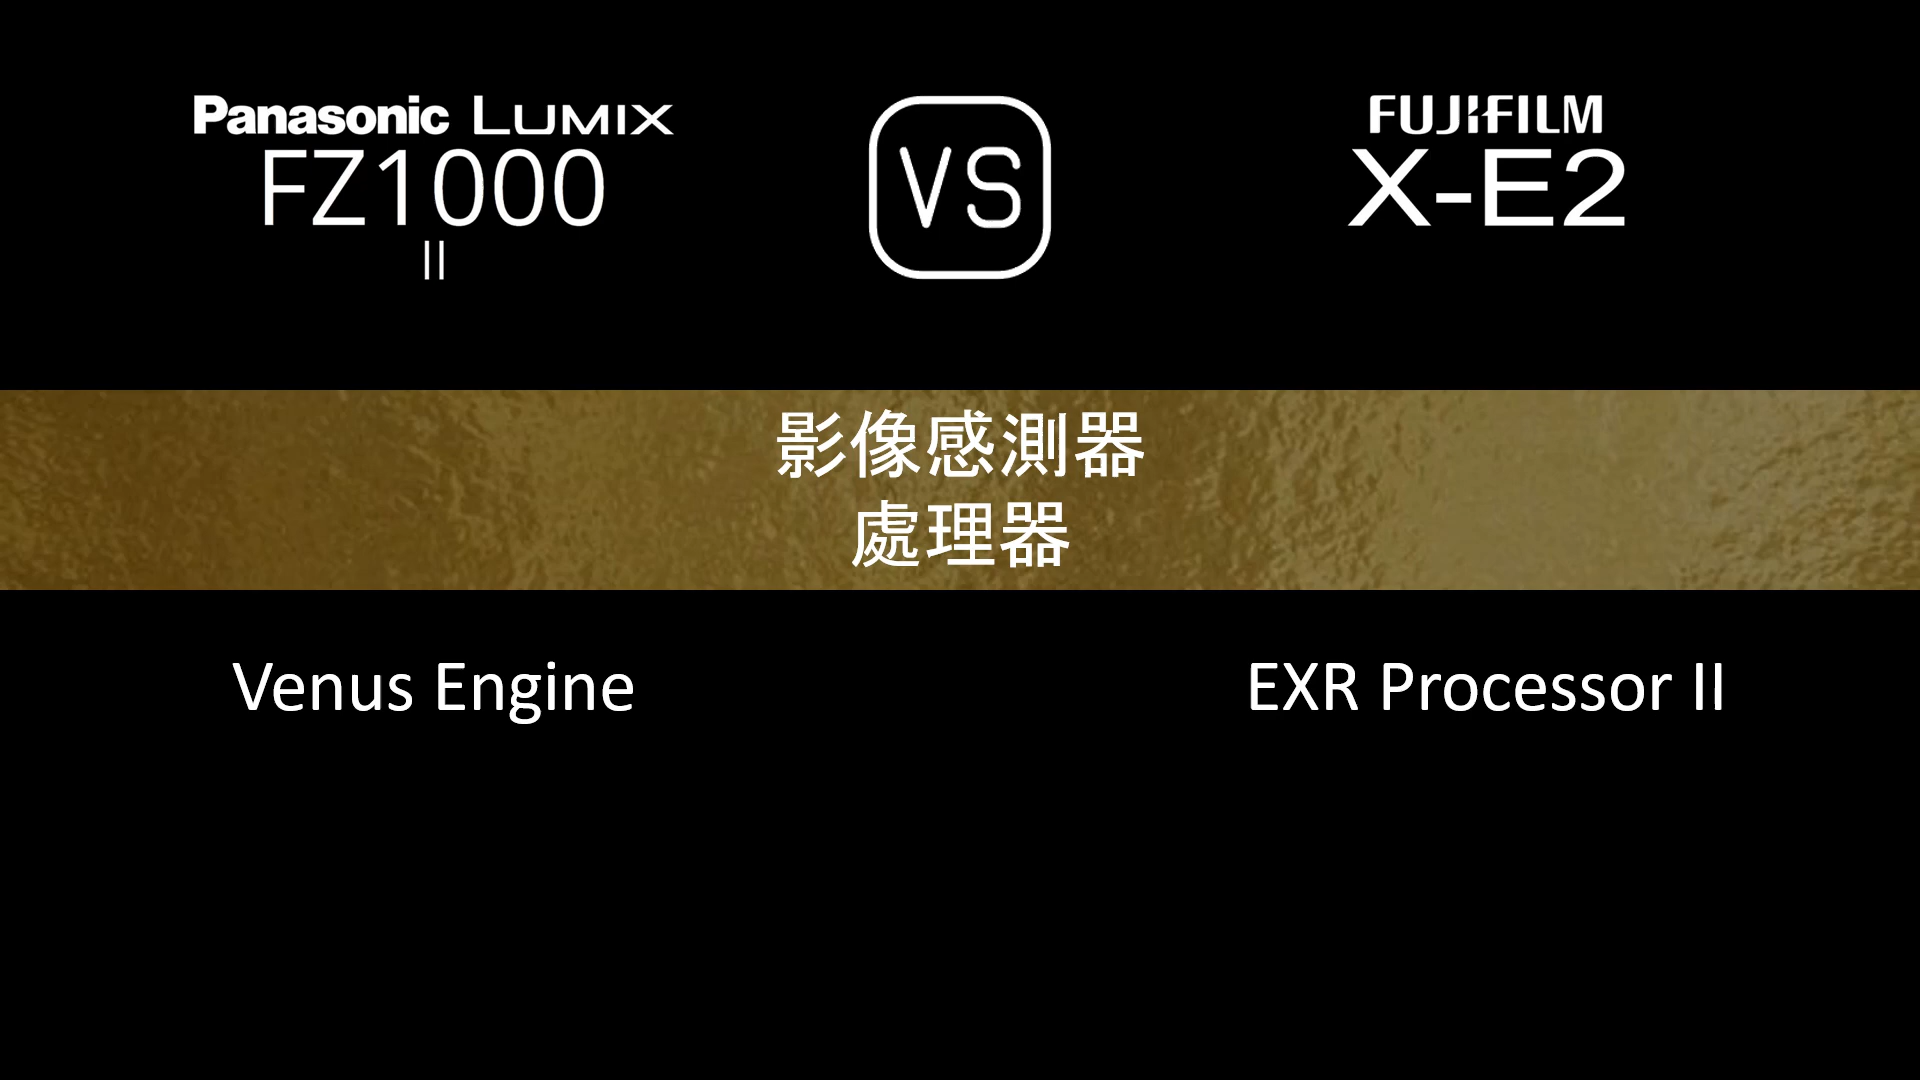 Panasonic LUMIX
FZ1000
II
VS
FUJIFILM
X-E2
影像感測器
處理器
Venus Engine
EXR Processor II